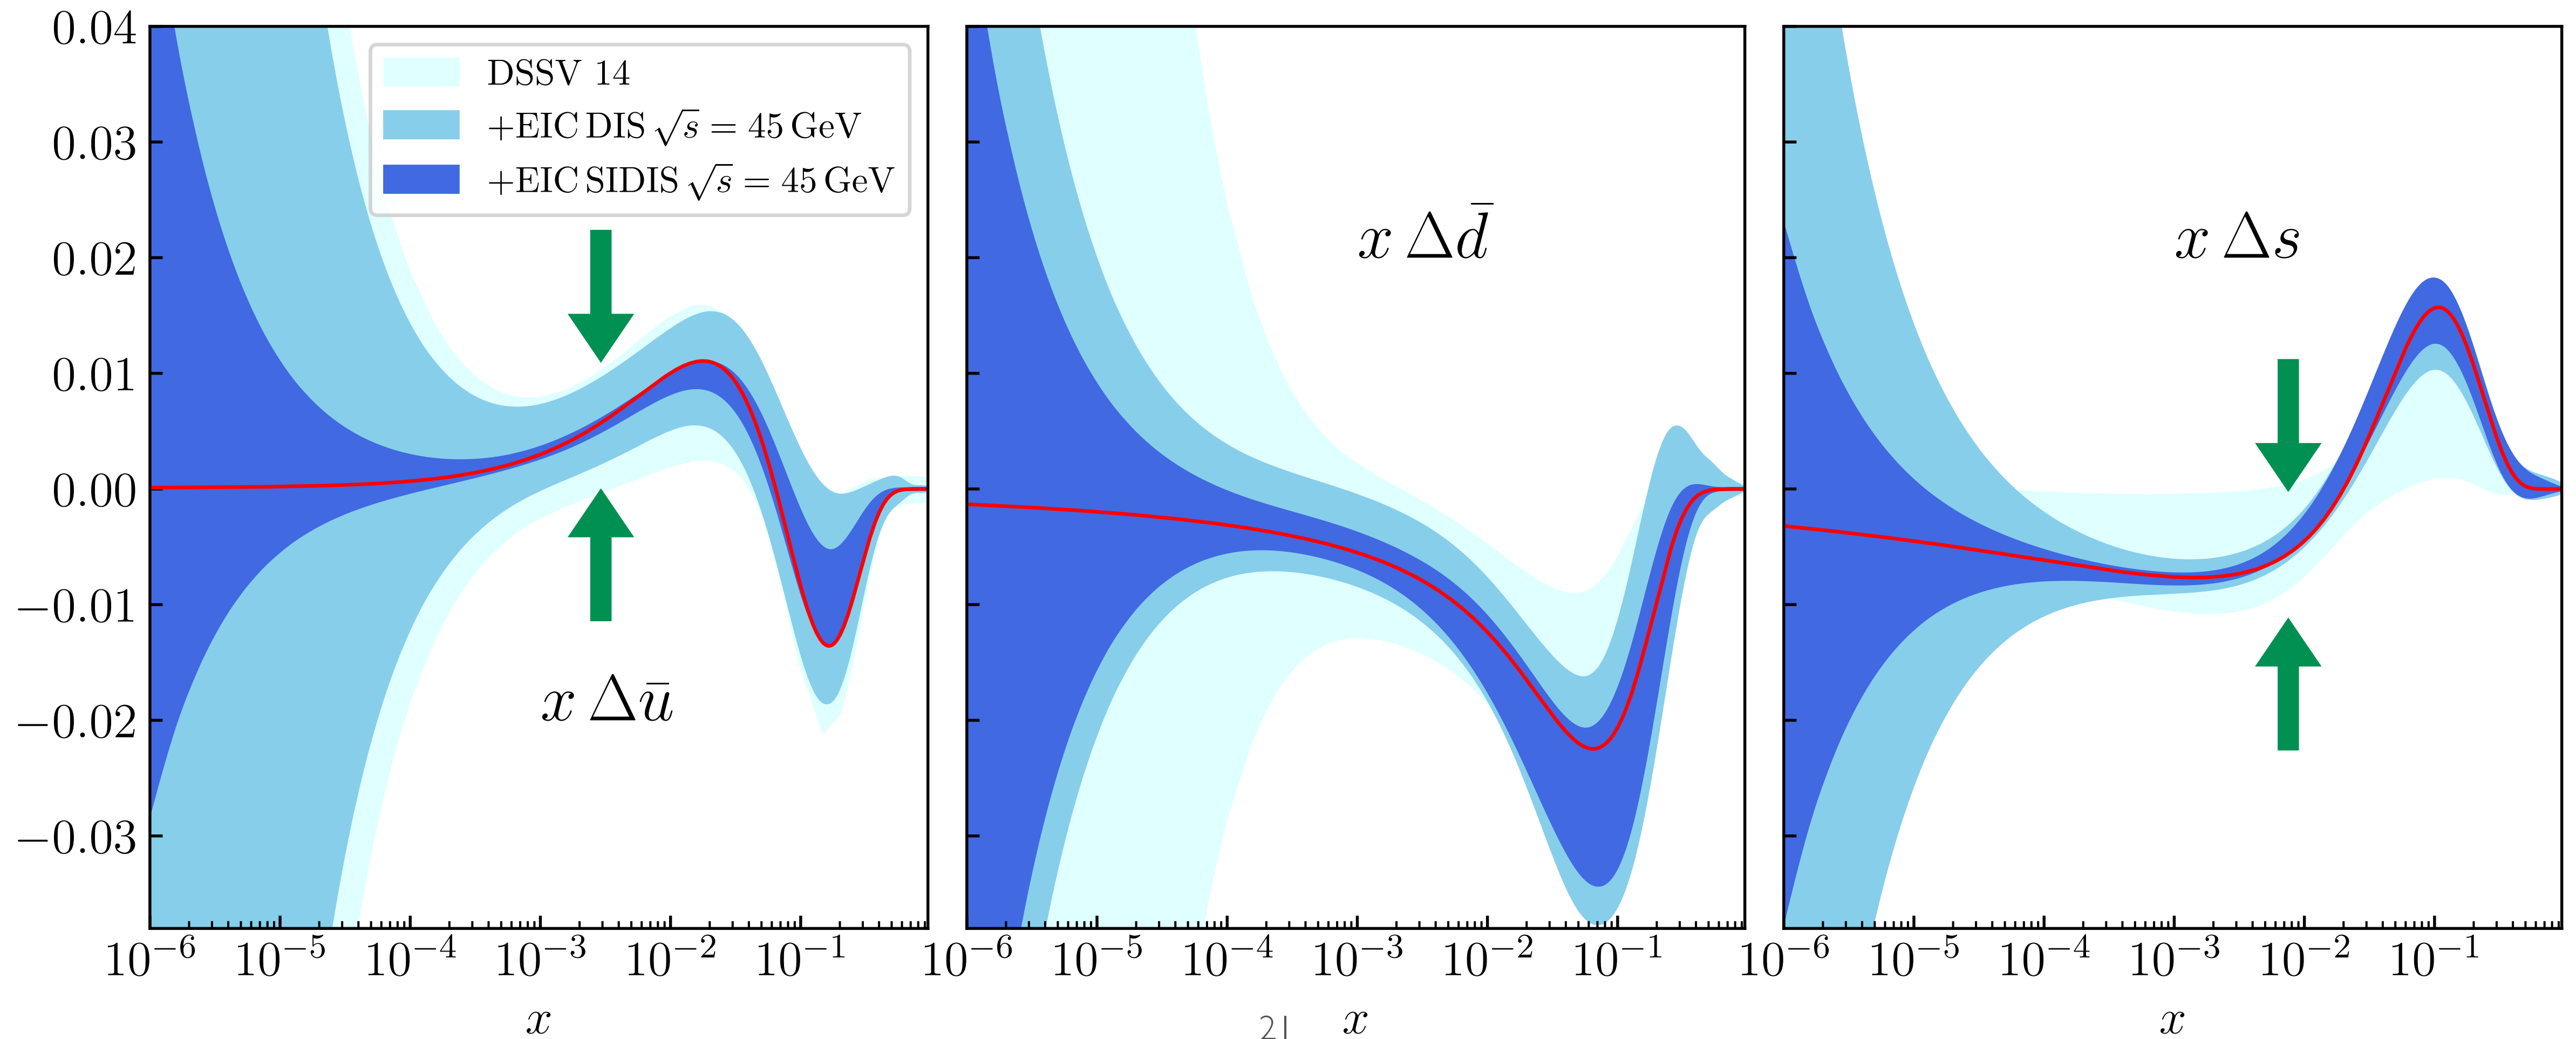 0.04
0.03
0.02
0.01
0.00
−0.01
−0.02
−0.03
DSSV 14
+EIC DIS √s = 45 GeV
+EIC SIDIS √s = 45 GeV
x Δū
x Δd̄
x Δs
10⁻⁶ 10⁻⁵ 10⁻⁴ 10⁻³ 10⁻² 10⁻¹
10⁻⁶ 10⁻⁵ 10⁻⁴ 10⁻³ 10⁻² 10⁻¹
10⁻⁶ 10⁻⁵ 10⁻⁴ 10⁻³ 10⁻² 10⁻¹
x
21
x
x